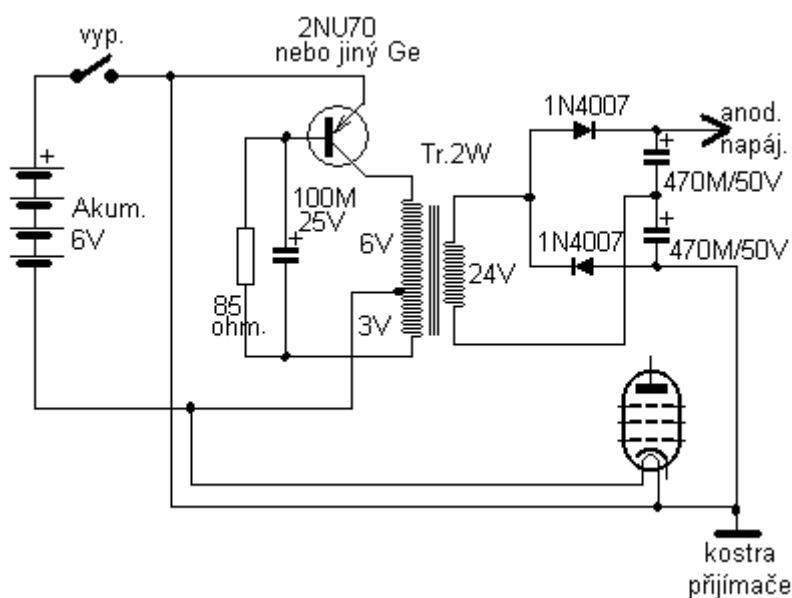 vyp.
2NU70
nebo jiný Ge
+
Akum.
6V
85
ohm.
100M
25V
+
Tr.2W
6V
3V
24V
1N4007
1N4007
anod.
napáj.
+
470M/50V
+
470M/50V
kostra
přijímače